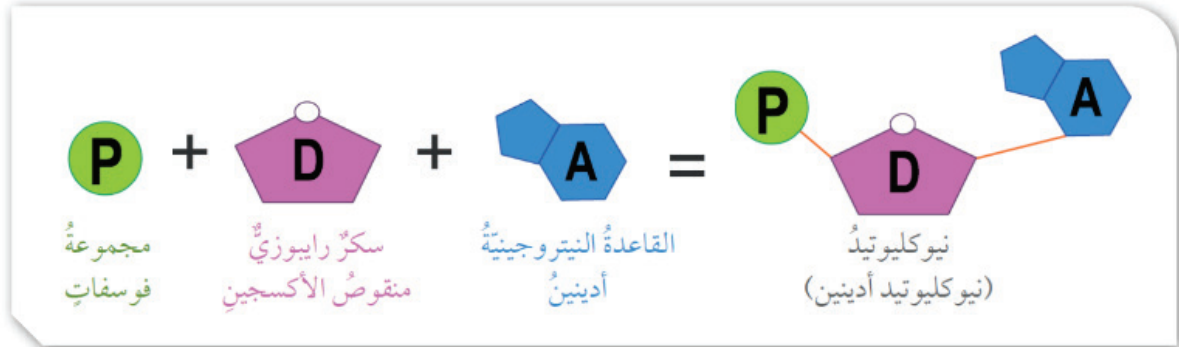 P + D + A = P D A
مجموعةُ
فوسفاتٍ
سكرٌ رايبوزيٌّ
منقوصُ الأكسجينِ
القاعدةُ النيتروجينيّةُ
أدينينُ
نيوكليوتيدُ
(نيوكليوتيد أدينين)